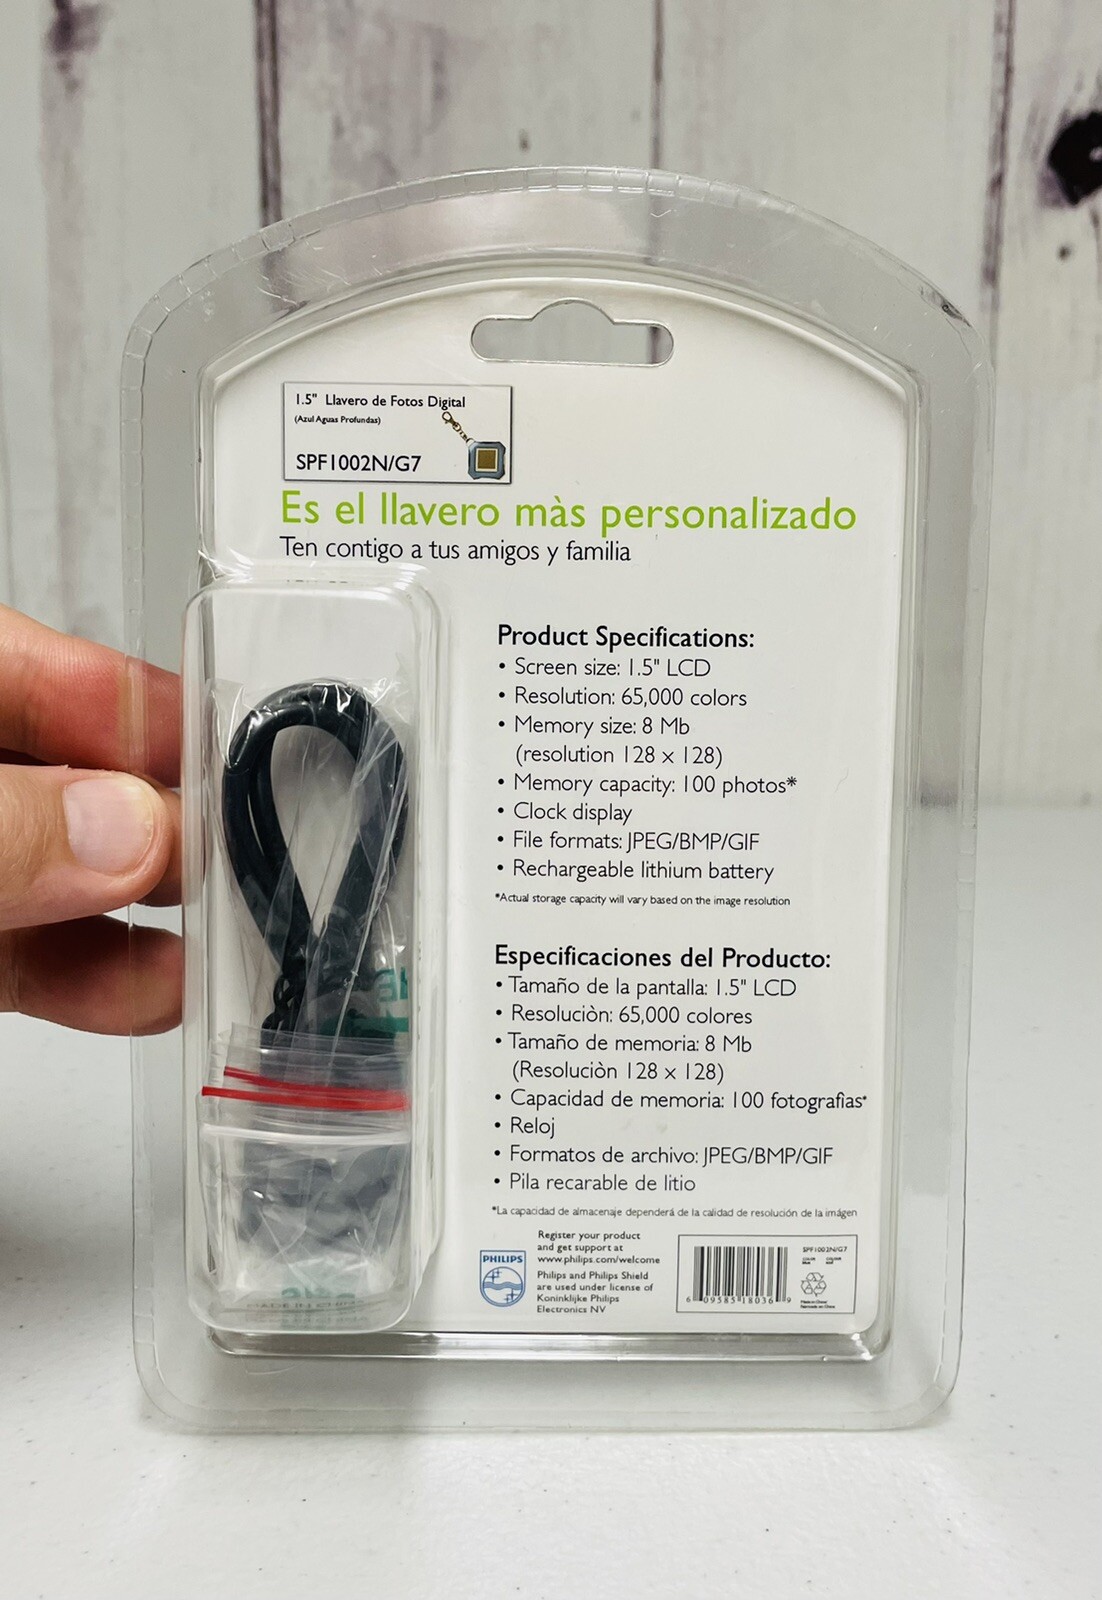 1.5" Llavero de Fotos Digital
(Azul Aguas Profundas)
SPF1002N/G7
Es el llavero màs personalizado
Ten contigo a tus amigos y familia
Product Specifications:
• Screen size: 1.5" LCD
• Resolution: 65,000 colors
• Memory size: 8 Mb
(resolution 128 x 128)
• Memory capacity: 100 photos*
• Clock display
• File formats: JPEG/BMP/GIF
• Rechargeable lithium battery
*Actual storage capacity will vary based on the image resolution
Especificaciones del Producto:
• Tamaño de la pantalla: 1.5" LCD
• Resoluciòn: 65,000 colores
• Tamaño de memoria: 8 Mb
(Resoluciòn 128 x 128)
• Capacidad de memoria: 100 fotografias*
• Reloj
• Formatos de archivo: JPEG/BMP/GIF
• Pila recarable de litio
*La capacidad de almacenaje dependerá de la calidad de resolución de la imágen
PHILIPS
Register your product
and get support at
www.philips.com/welcome
Philips and Philips Shield
are used under license of
Koninklijke Philips
Electronics NV
SPF1002N/G7
Made in China
6 09585 18036 9